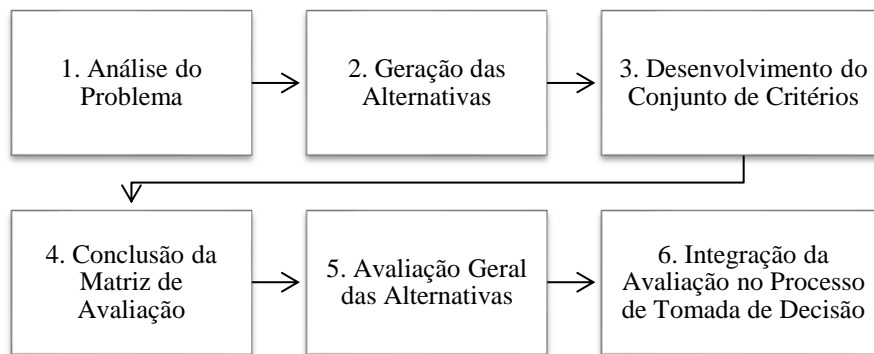 1. Análise do
Problema
2. Geração das
Alternativas
3. Desenvolvimento do
Conjunto de Critérios
4. Conclusão da
Matriz de
Avaliação
5. Avaliação Geral
das Alternativas
6. Integração da
Avaliação no Processo
de Tomada de Decisão